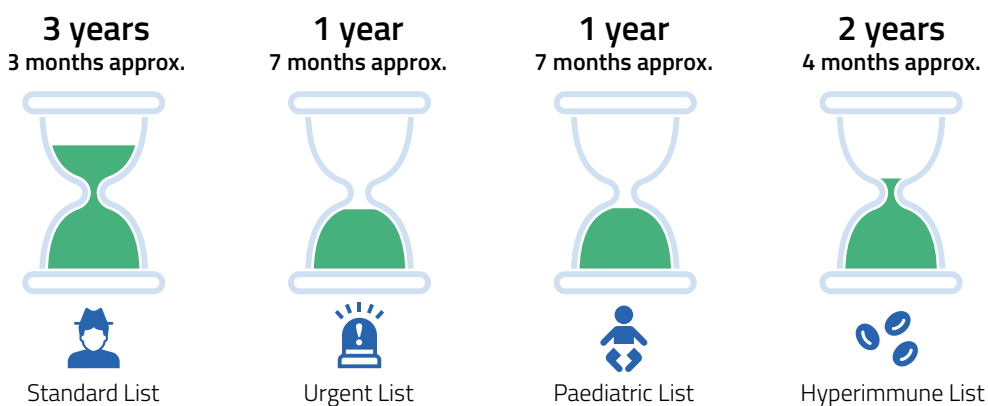 3 years
3 months approx.
1 year
7 months approx.
1 year
7 months approx.
2 years
4 months approx.
Standard List
Urgent List
Paediatric List
Hyperimmune List